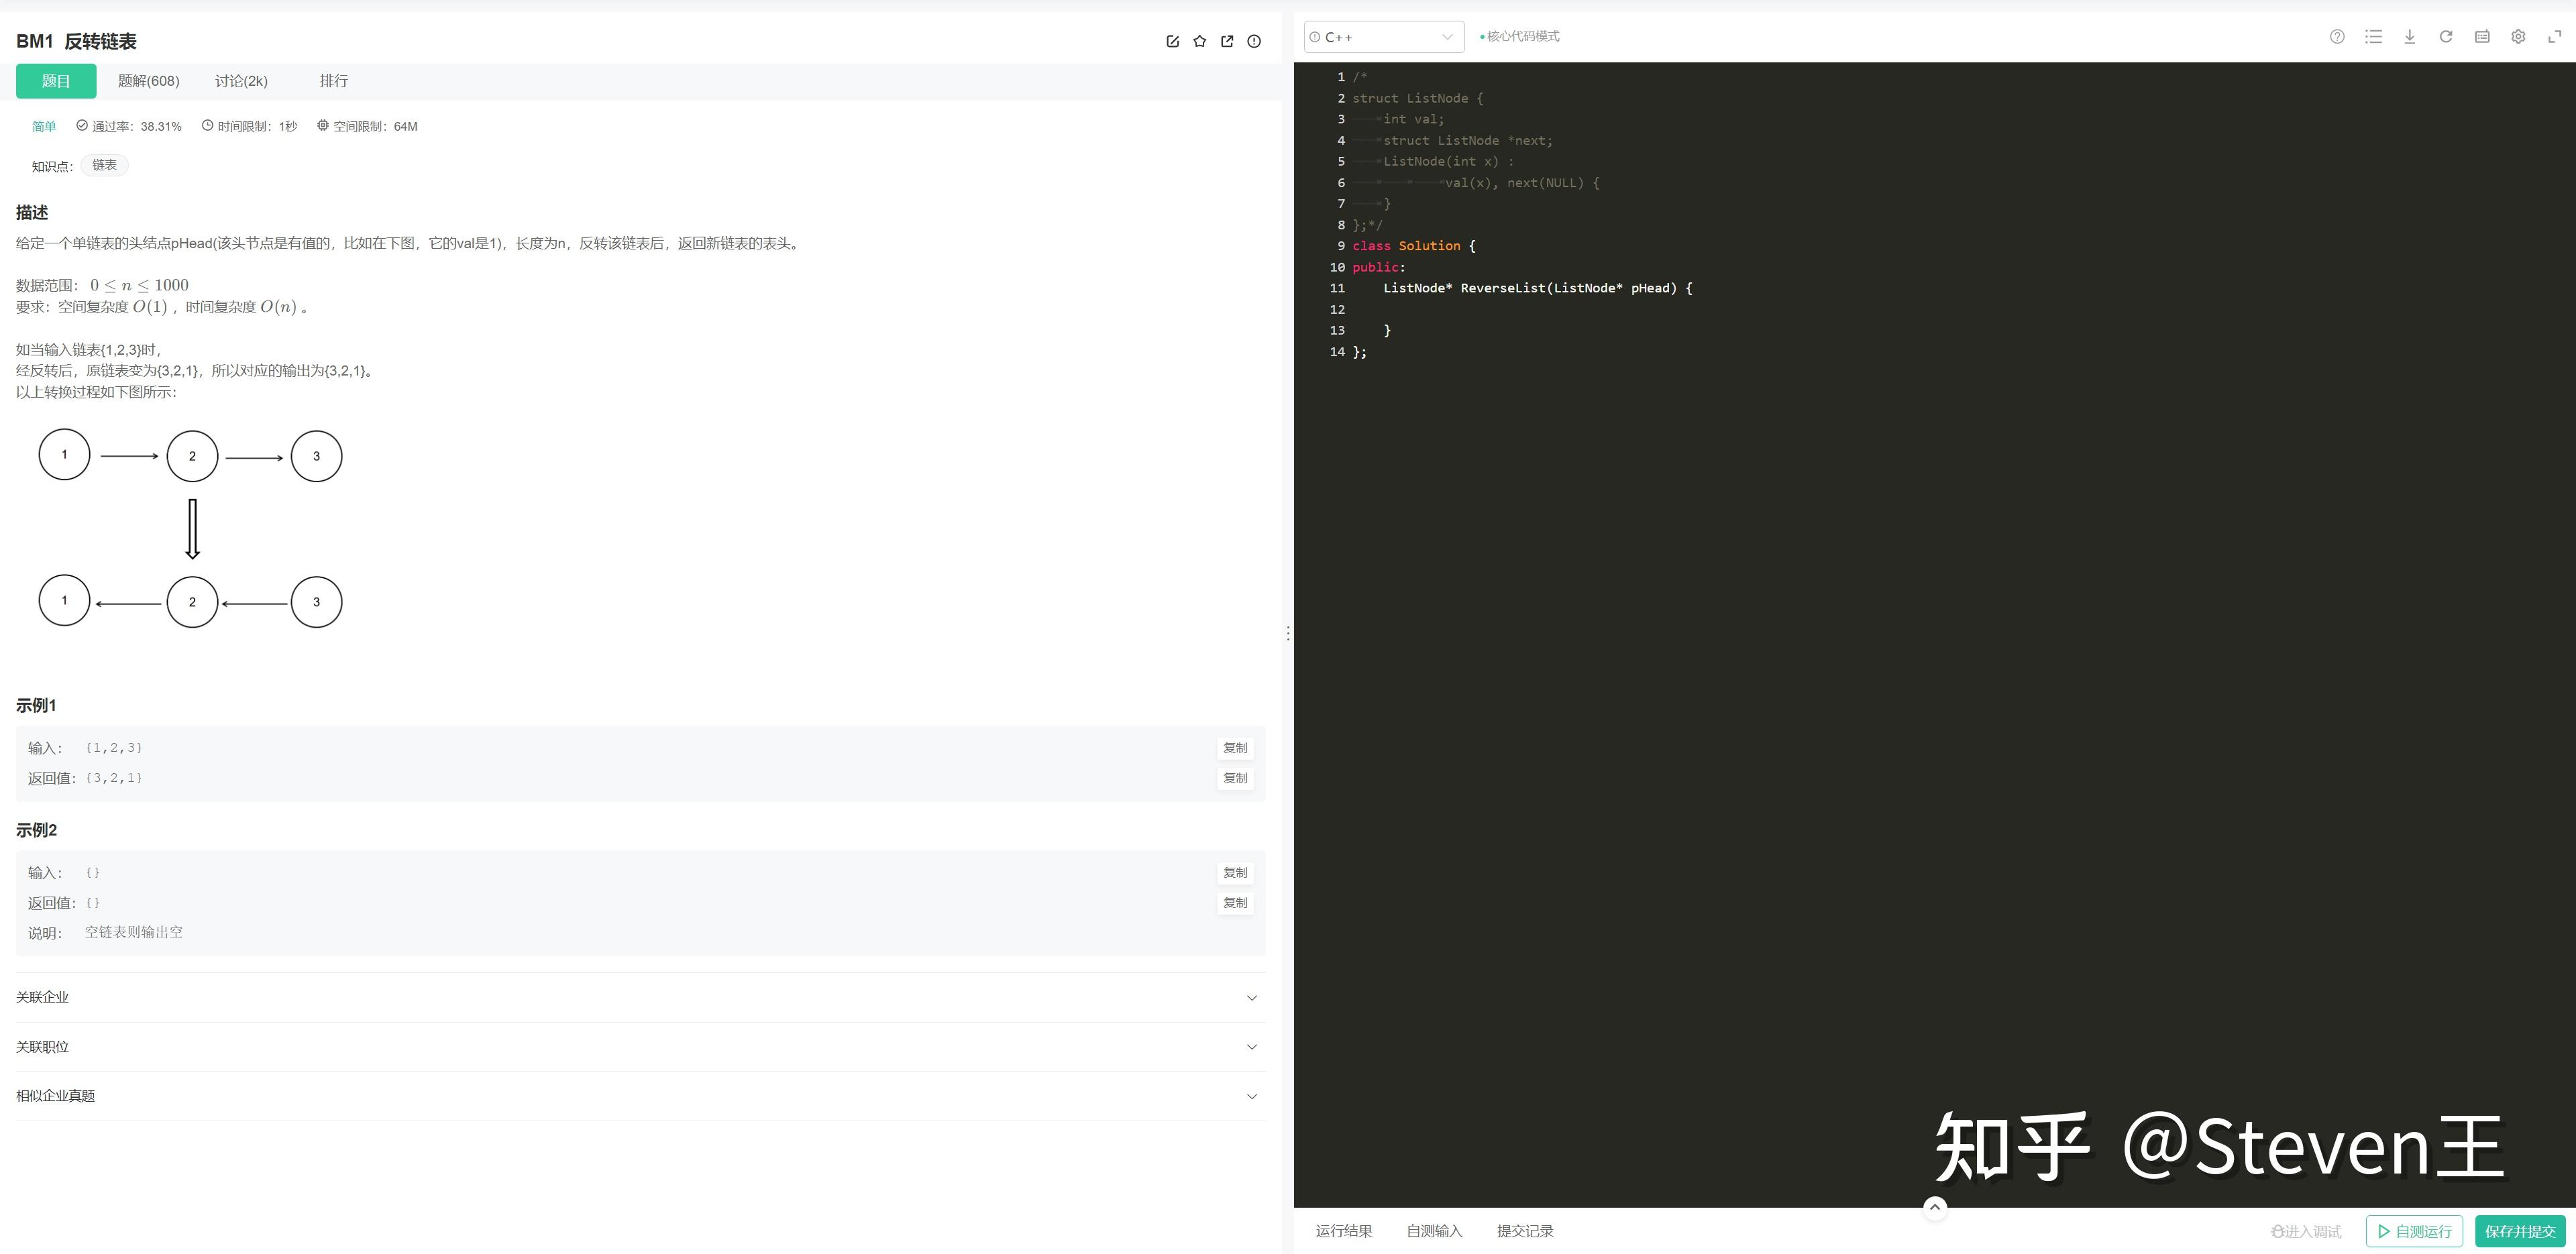 BM1 反转链表
题目 题解(608) 讨论(2k) 排行
简单 通过率：38.31% 时间限制：1秒 空间限制：64M
知识点： 链表
描述
给定一个单链表的头结点pHead(该头节点是有值的，比如在下图，它的val是1)，长度为n，反转该链表后，返回新链表的表头。
数据范围： 0 ≤ n ≤ 1000
要求：空间复杂度 O(1) ，时间复杂度 O(n) 。
如当输入链表{1,2,3}时，
经反转后，原链表变为{3,2,1}，所以对应的输出为{3,2,1}。
以上转换过程如下图所示：
1 2 3
1 2 3
示例1
输入： {1,2,3} 复制
返回值： {3,2,1} 复制
示例2
输入： {} 复制
返回值： {} 复制
说明： 空链表则输出空
关联企业
关联职位
相似企业真题
C++ 核心代码模式
1 /*
2 struct ListNode {
3 int val;
4 struct ListNode *next;
5 ListNode(int x) :
6 val(x), next(NULL) {
7 }
8 };*/
9 class Solution {
10 public:
11 ListNode* ReverseList(ListNode* pHead) {
12
13 }
14 };
知乎 @Steven王
运行结果 自测输入 提交记录 进入调试 自测运行 保存并提交